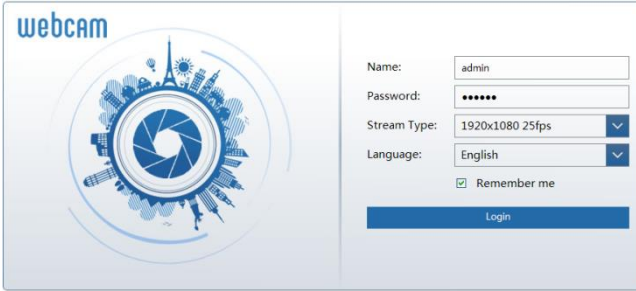 webcam
Name: admin
Password: ••••••
Stream Type: 1920x1080 25fps
Language: English
Remember me
Login